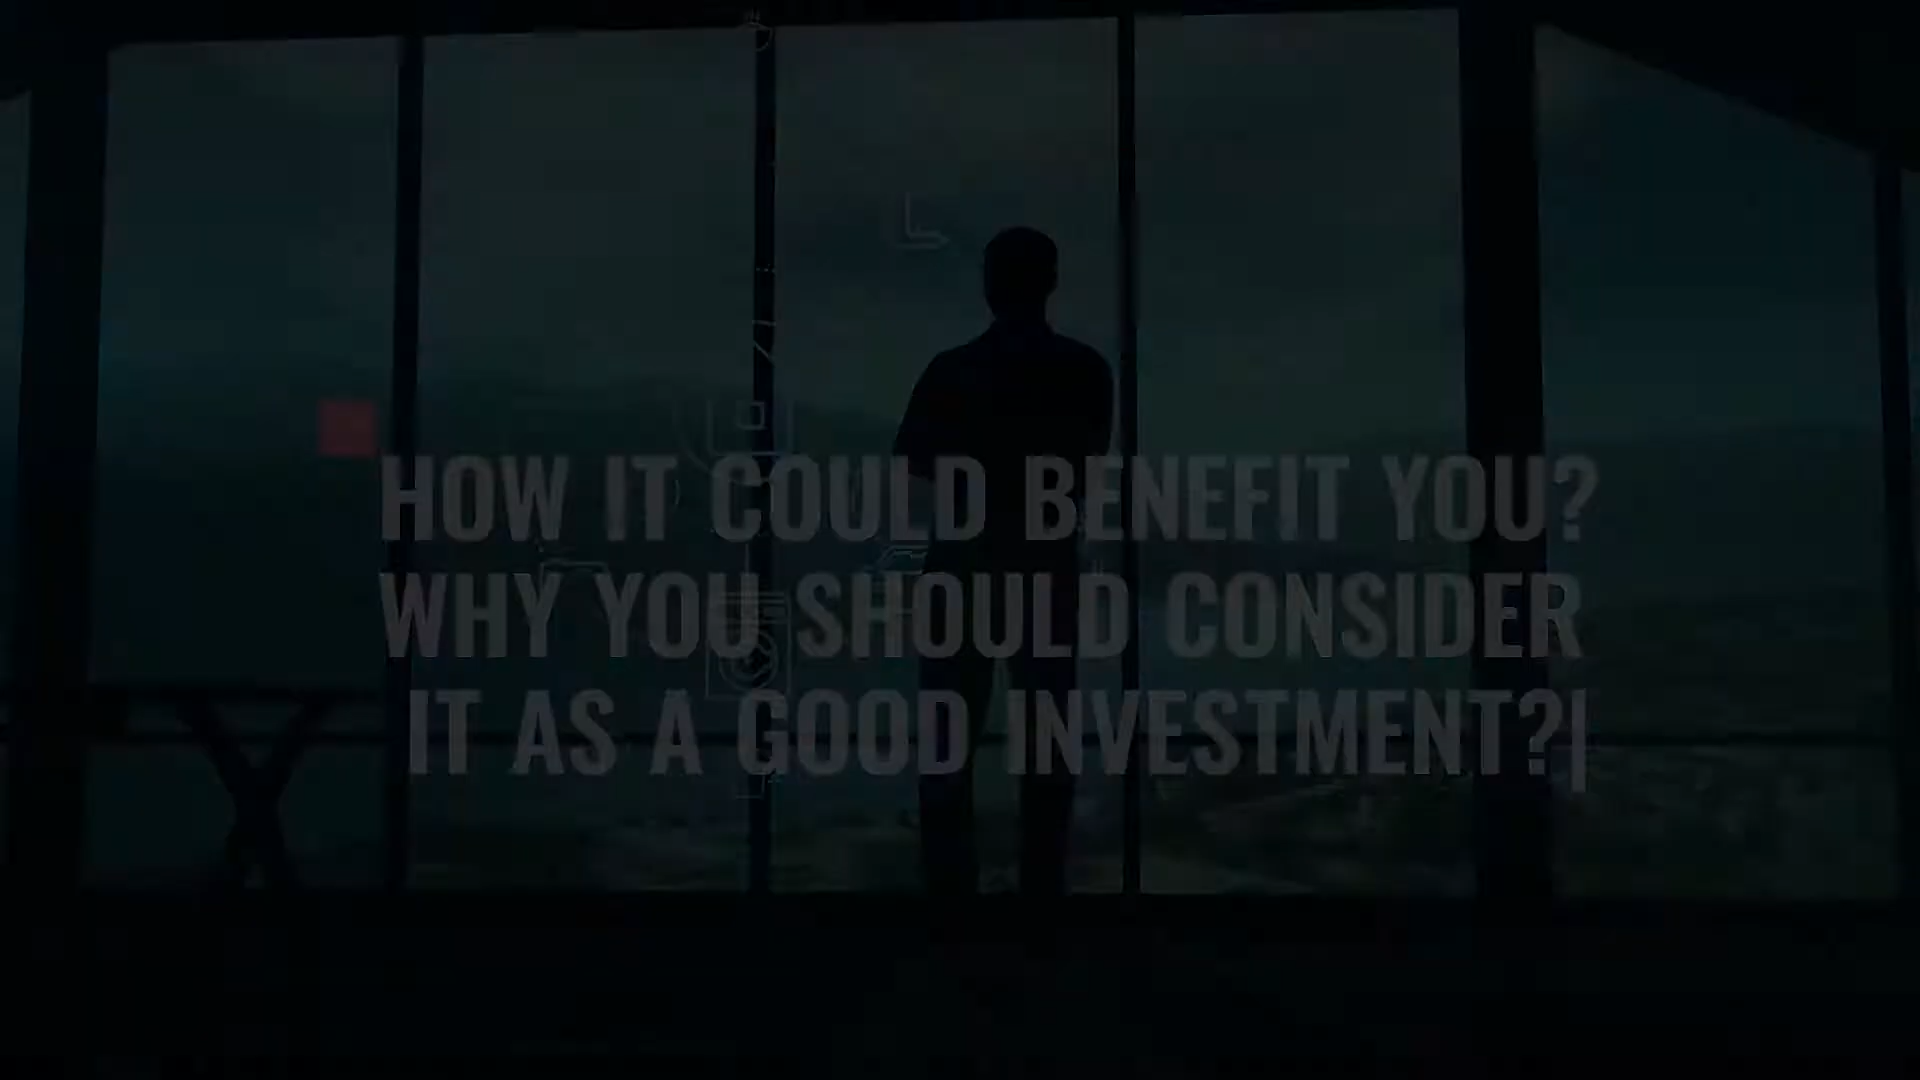 HOW IT COULD BENEFIT YOU?
WHY YOU SHOULD CONSIDER
IT AS A GOOD INVESTMENT?|